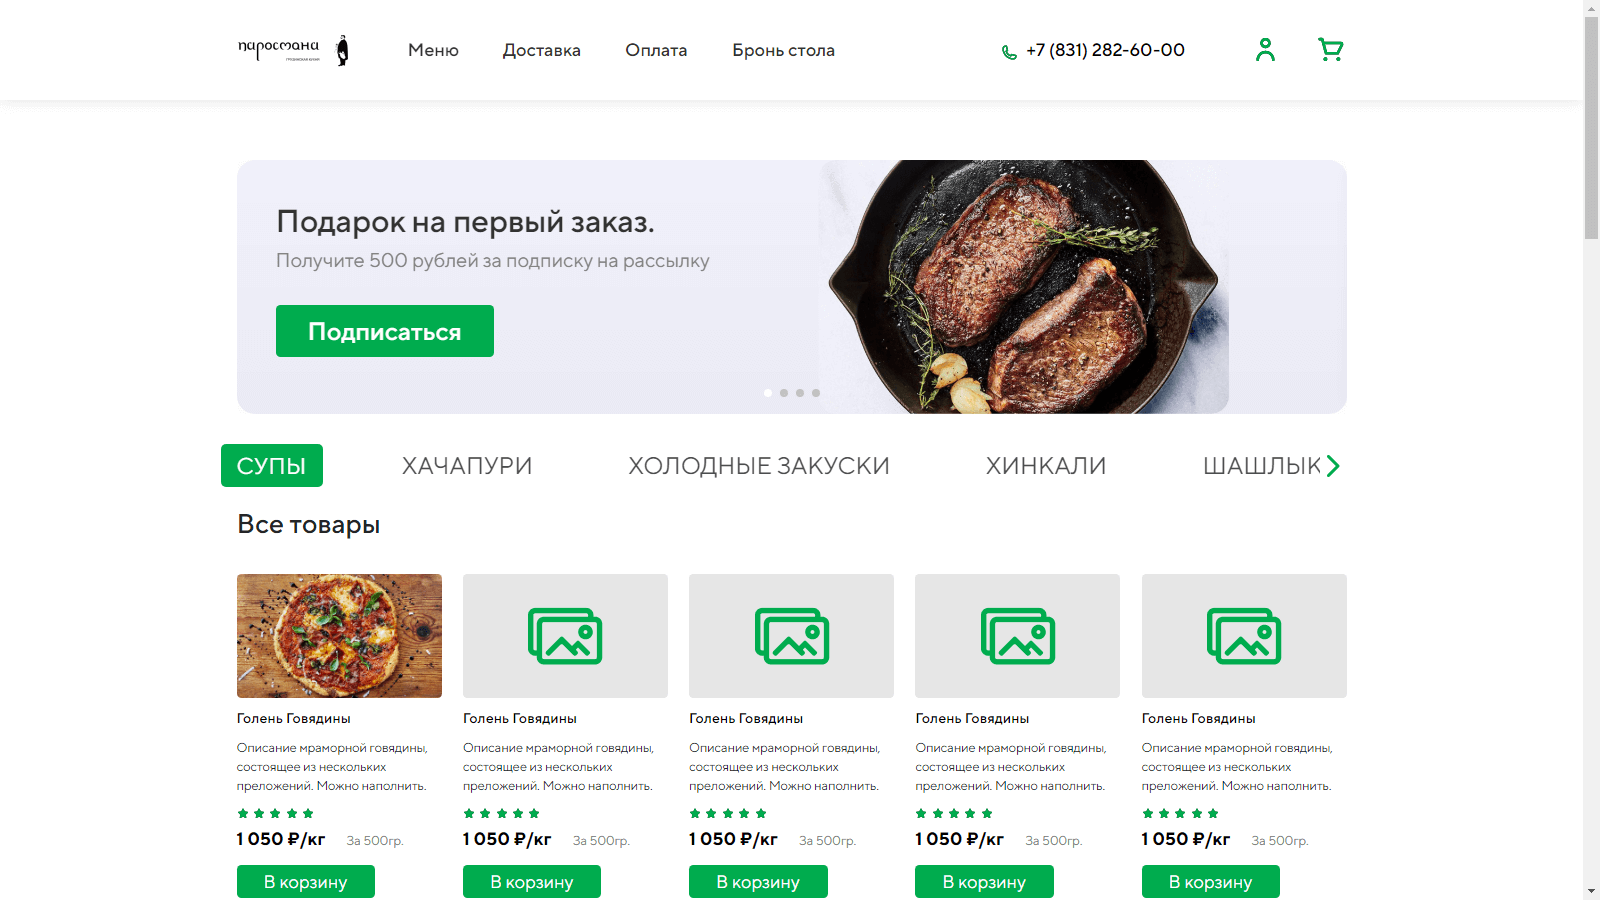 паросмана
Меню
Доставка
Оплата
Бронь стола
+7 (831) 282-60-00
Подарок на первый заказ.
Получите 500 рублей за подписку на рассылку
Подписаться
СУПЫ
ХАЧАПУРИ
ХОЛОДНЫЕ ЗАКУСКИ
ХИНКАЛИ
ШАШЛЫК
Все товары
Голень Говядины
Описание мраморной говядины,
состоящее из нескольких
преложений. Можно наполнить.
1 050 ₽/кг
За 500гр.
В корзину
Голень Говядины
Описание мраморной говядины,
состоящее из нескольких
преложений. Можно наполнить.
1 050 ₽/кг
За 500гр.
В корзину
Голень Говядины
Описание мраморной говядины,
состоящее из нескольких
преложений. Можно наполнить.
1 050 ₽/кг
За 500гр.
В корзину
Голень Говядины
Описание мраморной говядины,
состоящее из нескольких
преложений. Можно наполнить.
1 050 ₽/кг
За 500гр.
В корзину
Голень Говядины
Описание мраморной говядины,
состоящее из нескольких
преложений. Можно наполнить.
1 050 ₽/кг
За 500гр.
В корзину